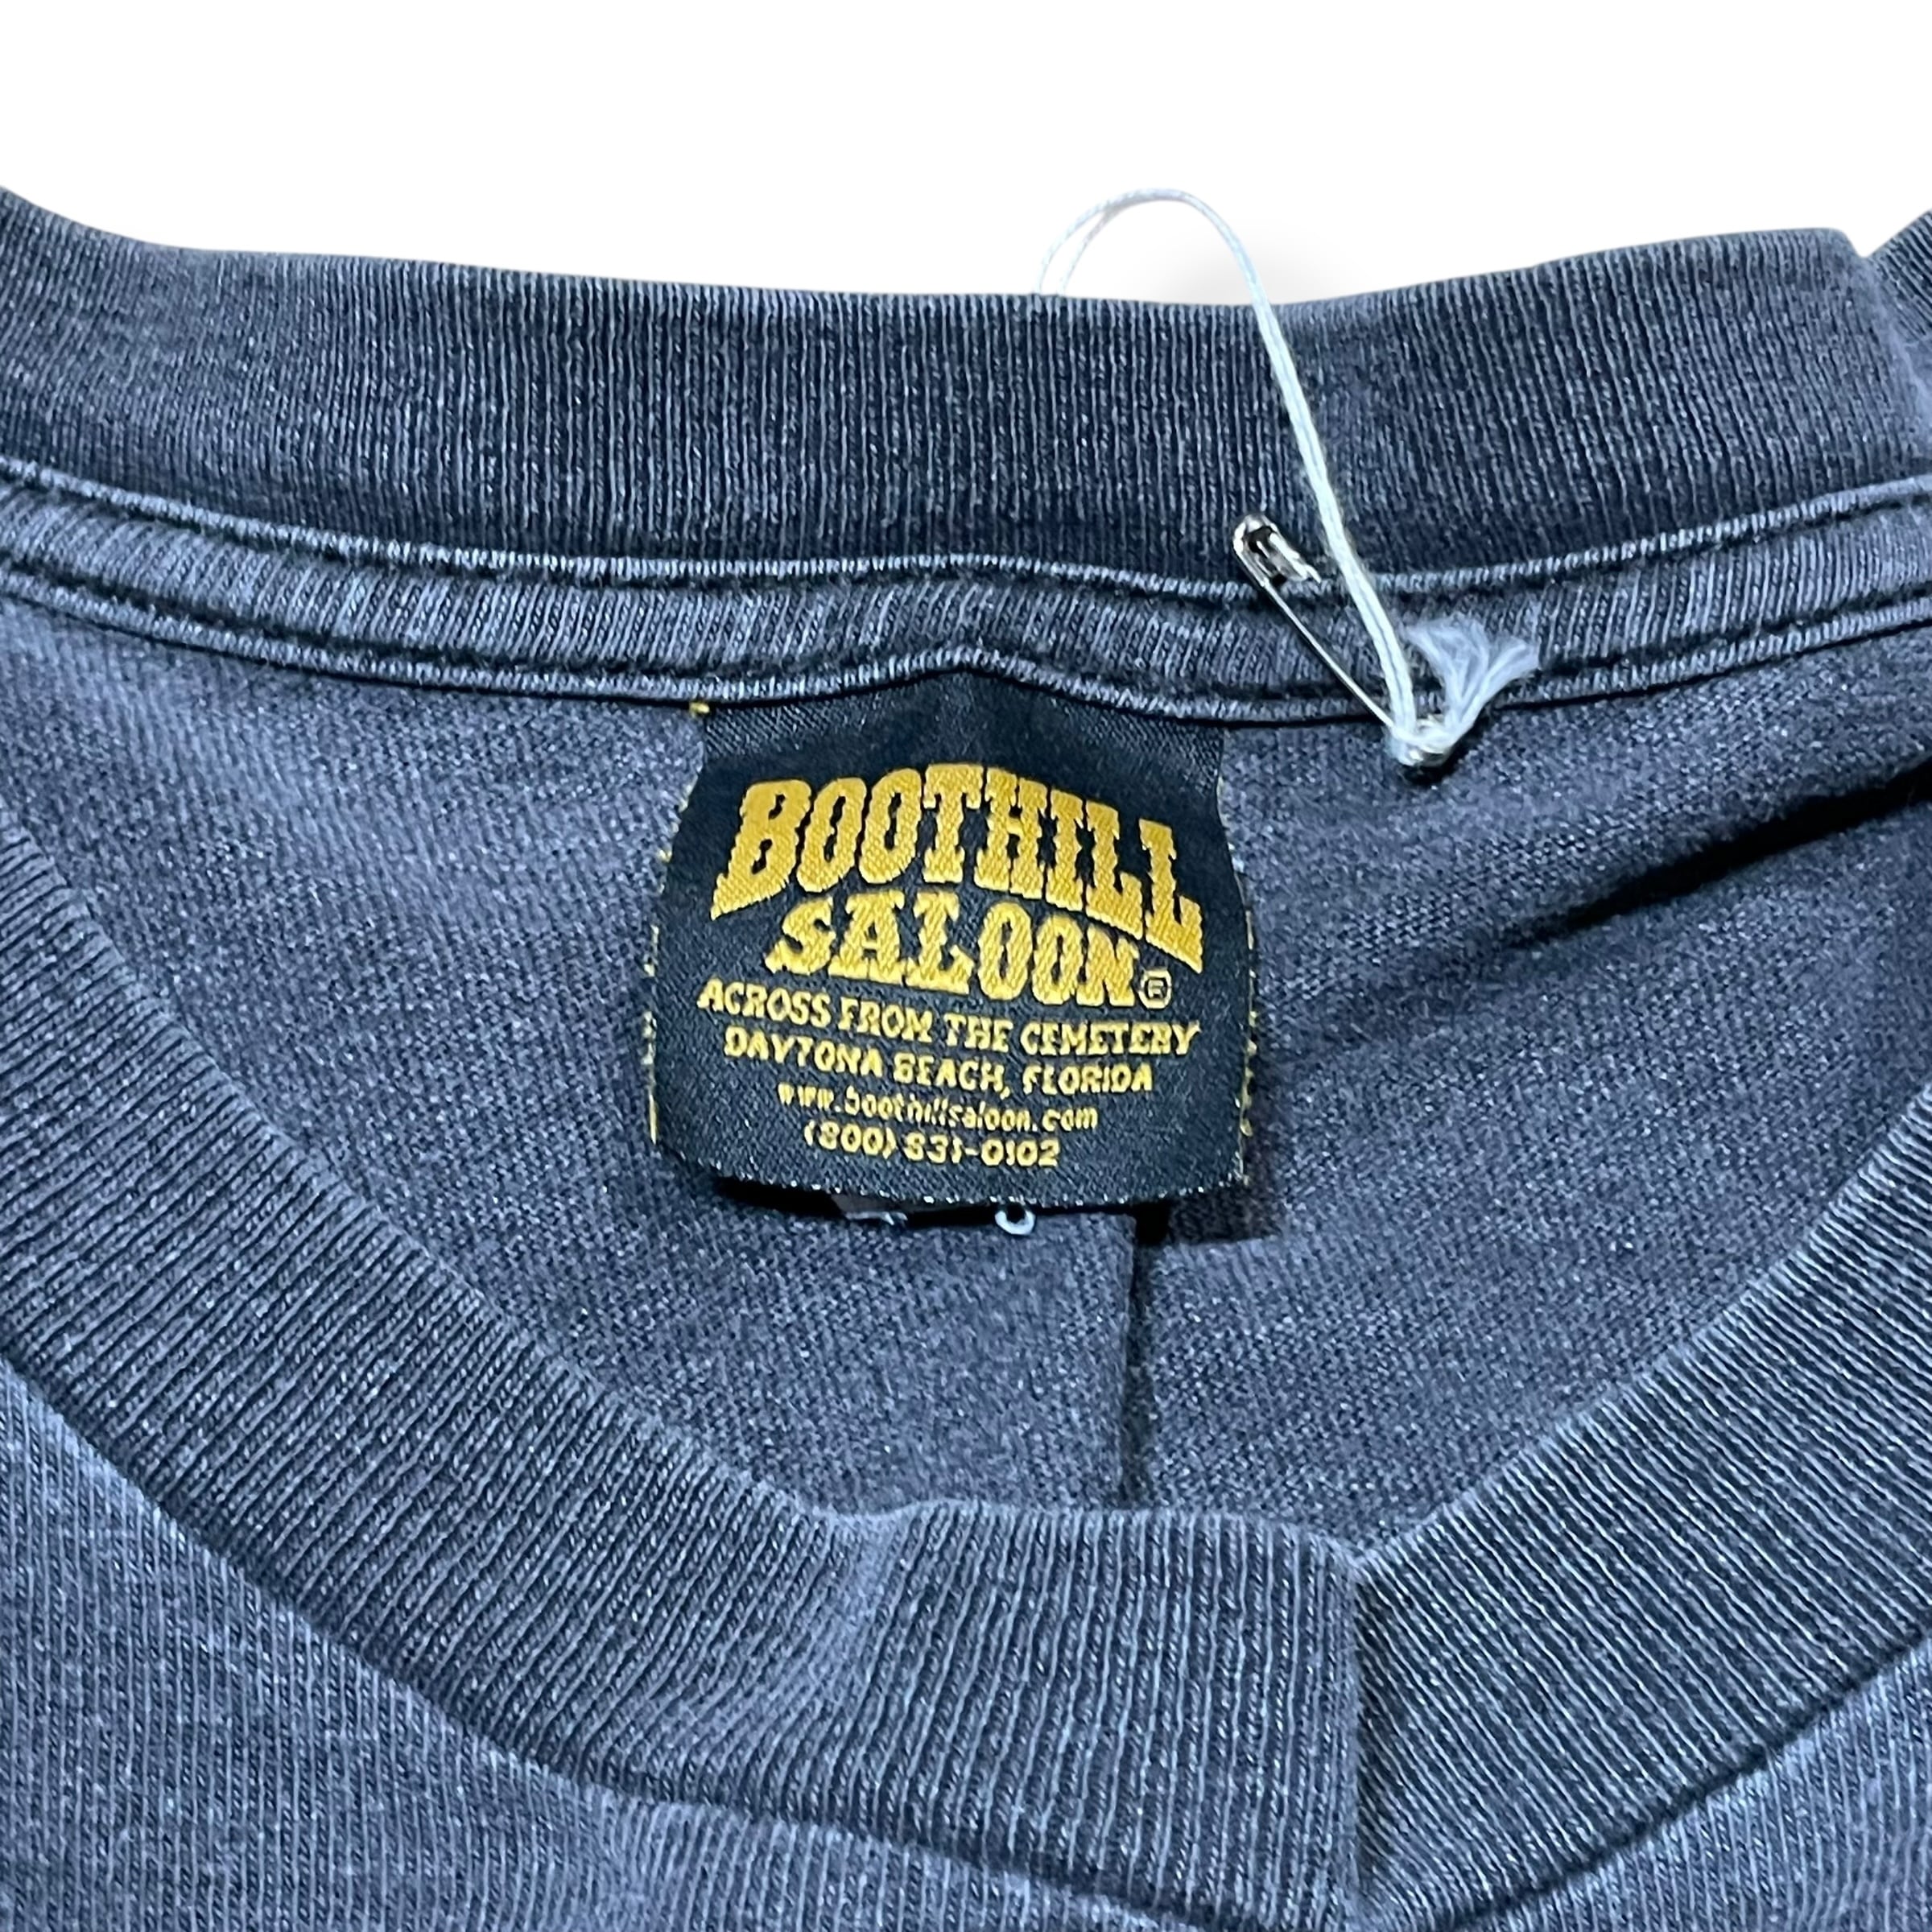 BOOTHILL
SALOON®
ACROSS FROM THE CEMETERY
DAYTONA BEACH, FLORIDA
www.boothillsaloon.com
(800) 831-0102